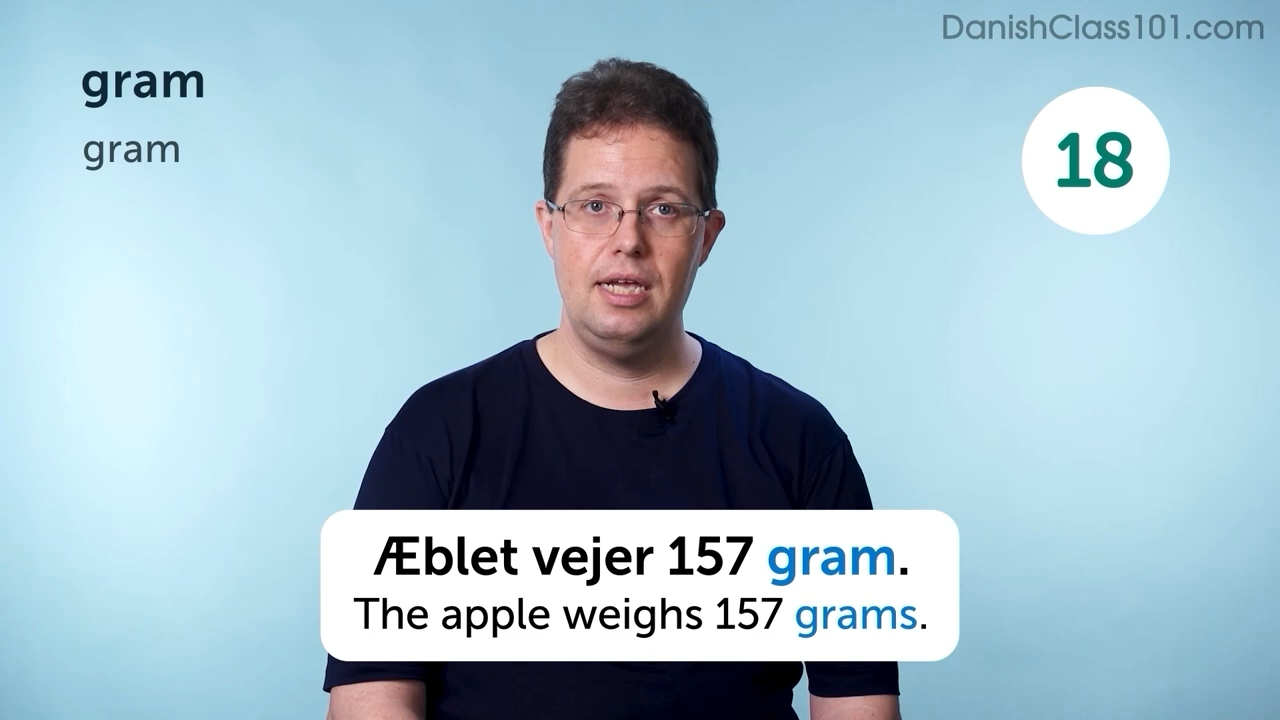 DanishClass101.com
gram
gram
18
Æblet vejer 157 gram.
The apple weighs 157 grams.